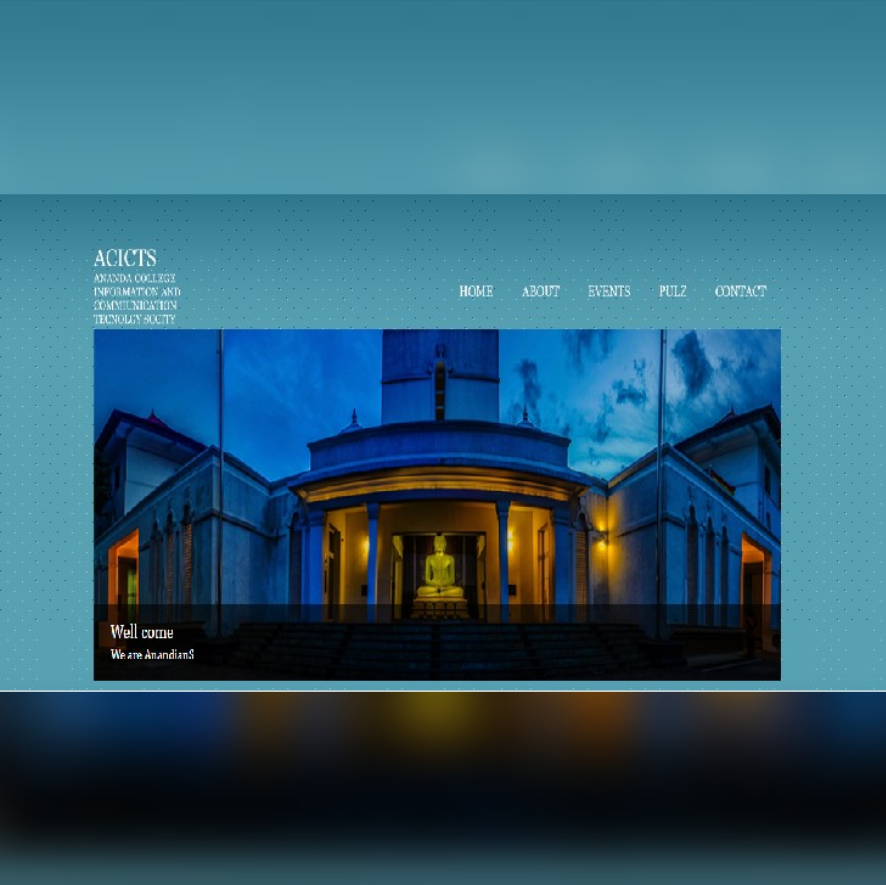 ACICTS
ANANDA COLLEGE
INFORMATION AND
COMMUNICATION
TECNOLGY SOCITY
HOME ABOUT EVENTS PULZ CONTACT
Well come
We are AnandianS